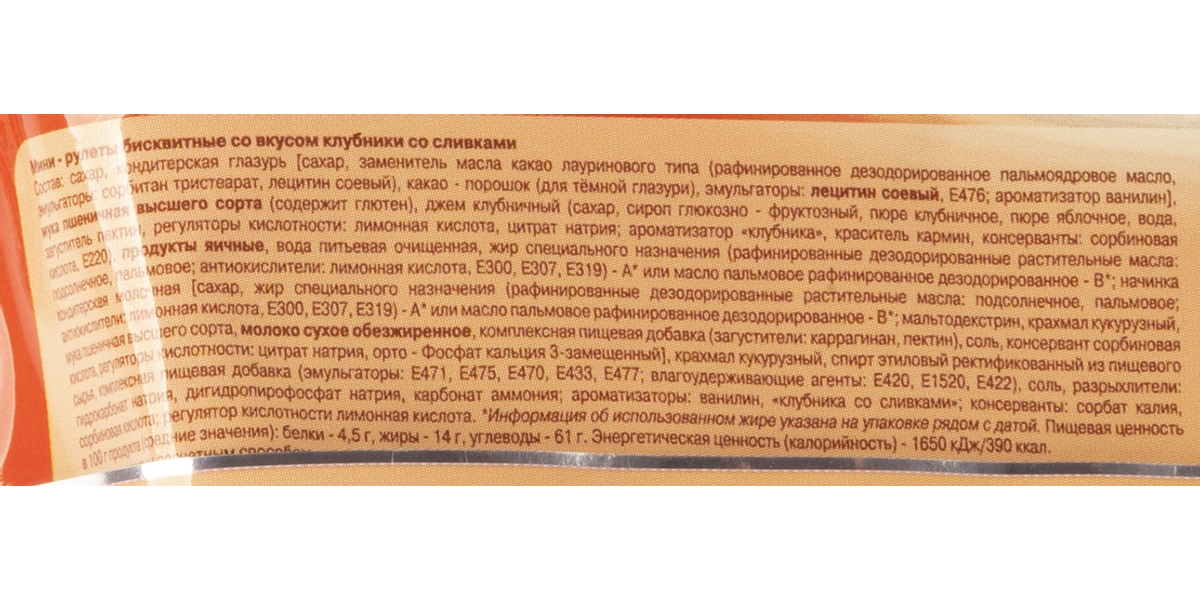 Мини - рулеты бисквитные со вкусом клубники со сливками
Состав: сахар, кондитерская глазурь [сахар, заменитель масла какао лауринового типа (рафинированное дезодорированное пальмоядровое масло,
эмульгаторы: сорбитан тристеарат, лецитин соевый), какао - порошок (для тёмной глазури), эмульгаторы: лецитин соевый, Е476; ароматизатор ванилин],
мука пшеничная высшего сорта (содержит глютен), джем клубничный (сахар, сироп глюкозно - фруктозный, пюре клубничное, пюре яблочное, вода,
загуститель пектин, регуляторы кислотности: лимонная кислота, цитрат натрия; ароматизатор «клубника», краситель кармин, консерванты: сорбиновая
кислота, Е220), продукты яичные, вода питьевая очищенная, жир специального назначения (рафинированные дезодорированные растительные масла:
подсолнечное, пальмовое; антиокислители: лимонная кислота, Е300, Е307, Е319) - А* или масло пальмовое рафинированное дезодорированное - В*; начинка
кондитерская молочная [сахар, жир специального назначения (рафинированные дезодорированные растительные масла: подсолнечное, пальмовое;
антиокислители: лимонная кислота, Е300, Е307, Е319) - А* или масло пальмовое рафинированное дезодорированное - В*; мальтодекстрин, крахмал кукурузный,
мука пшеничная высшего сорта, молоко сухое обезжиренное, комплексная пищевая добавка (загустители: каррагинан, пектин), соль, консервант сорбиновая
кислота, регуляторы кислотности: цитрат натрия, орто - Фосфат кальция 3-замещенный], крахмал кукурузный, спирт этиловый ректификованный из пищевого
сырья, комплексная пищевая добавка (эмульгаторы: Е471, Е475, Е470, Е433, Е477; влагоудерживающие агенты: Е420, Е1520, Е422), соль, разрыхлители:
гидрокарбонат натрия, дигидропирофосфат натрия, карбонат аммония; ароматизаторы: ванилин, «клубника со сливками»; консерванты: сорбат калия,
сорбиновая кислота; регулятор кислотности лимонная кислота. *Информация об использованном жире указана на упаковке рядом с датой. Пищевая ценность
в 100 г продукта (средние значения): белки - 4,5 г, жиры - 14 г, углеводы - 61 г. Энергетическая ценность (калорийность) - 1650 кДж/390 ккал.